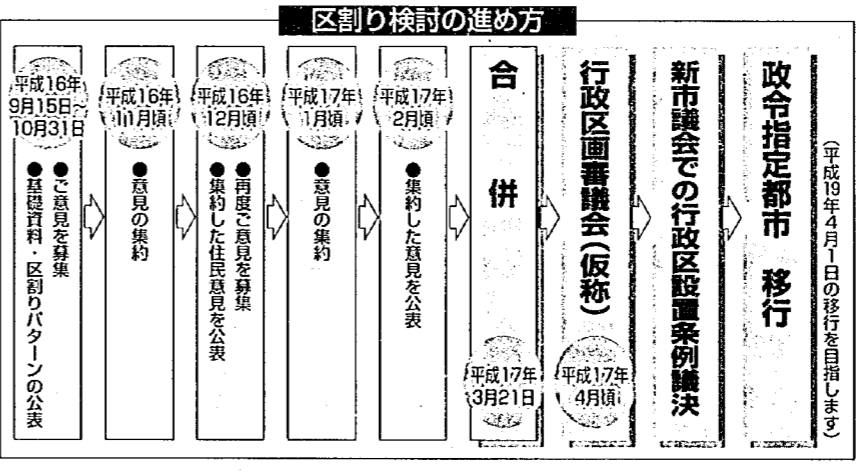 区割り検討の進め方
平成16年
9月15日〜
10月31日
●ご意見を募集
●基礎資料・区割りパターンの公表
平成16年
11月頃
●意見の集約
平成16年
12月頃
●再度ご意見を募集
●集約した住民意見を公表
平成17年
1月頃
●意見の集約
平成17年
2月頃
●集約した意見を公表
合併
平成17年
3月21日
行政区画審議会(仮称)
平成17年
4月頃
新市議会での行政区設置条例議決
政令指定都市 移行
(平成19年4月1日の移行を目指します)